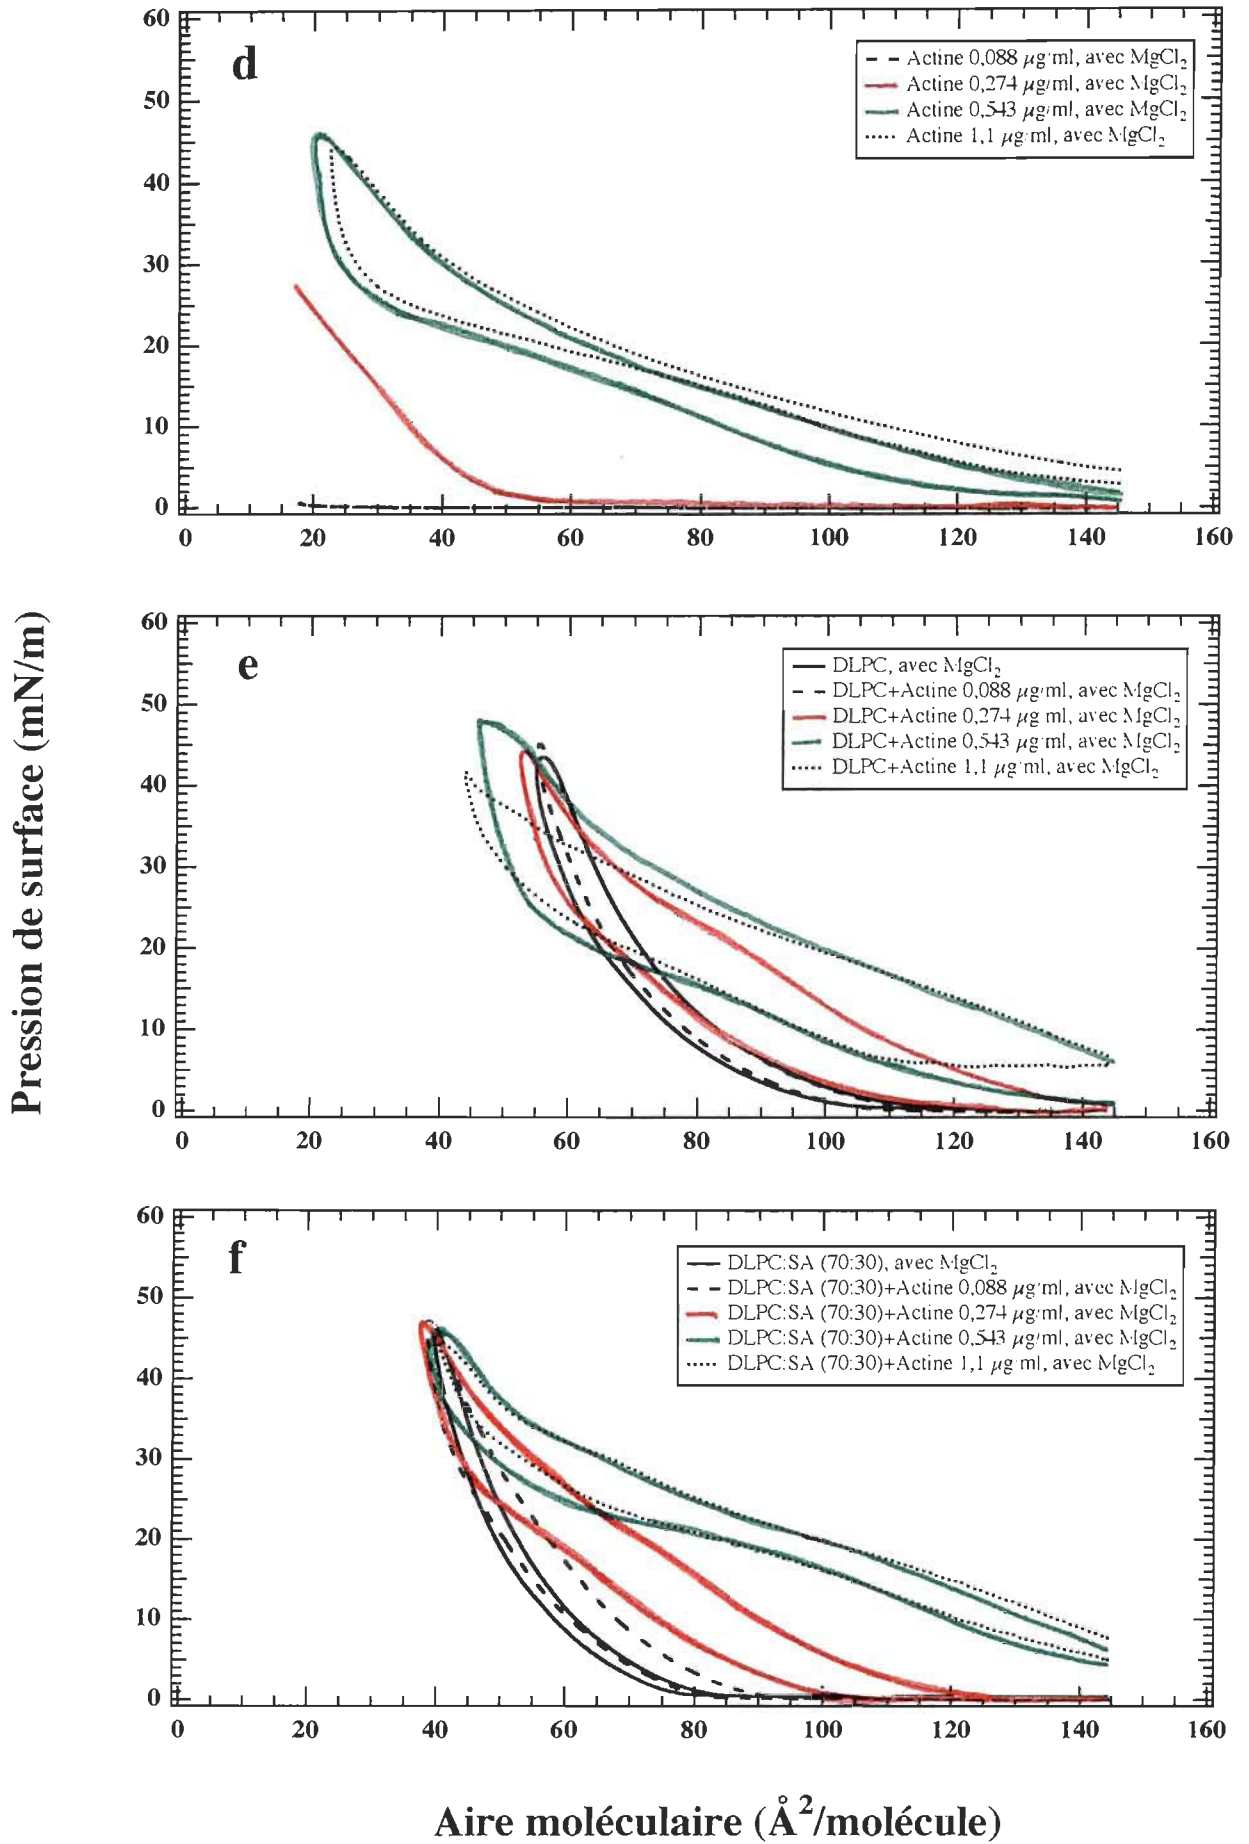 Pression de surface (mN/m)
d
60
50
40
30
20
10
0
0 20 40 60 80 100 120 140 160
Actine 0,088 µg/ml, avec MgCl2
Actine 0,274 µg/ml, avec MgCl2
Actine 0,543 µg/ml, avec MgCl2
Actine 1,1 µg/ml, avec MgCl2
e
60
50
40
30
20
10
0
0 20 40 60 80 100 120 140 160
DLPC, avec MgCl2
DLPC+Actine 0,088 µg/ml, avec MgCl2
DLPC+Actine 0,274 µg/ml, avec MgCl2
DLPC+Actine 0,543 µg/ml, avec MgCl2
DLPC+Actine 1,1 µg/ml, avec MgCl2
f
60
50
40
30
20
10
0
0 20 40 60 80 100 120 140 160
DLPC:SA (70:30), avec MgCl2
DLPC:SA (70:30)+Actine 0,088 µg/ml, avec MgCl2
DLPC:SA (70:30)+Actine 0,274 µg/ml, avec MgCl2
DLPC:SA (70:30)+Actine 0,543 µg/ml, avec MgCl2
DLPC:SA (70:30)+Actine 1,1 µg/ml, avec MgCl2
Aire moléculaire (Å²/molécule)